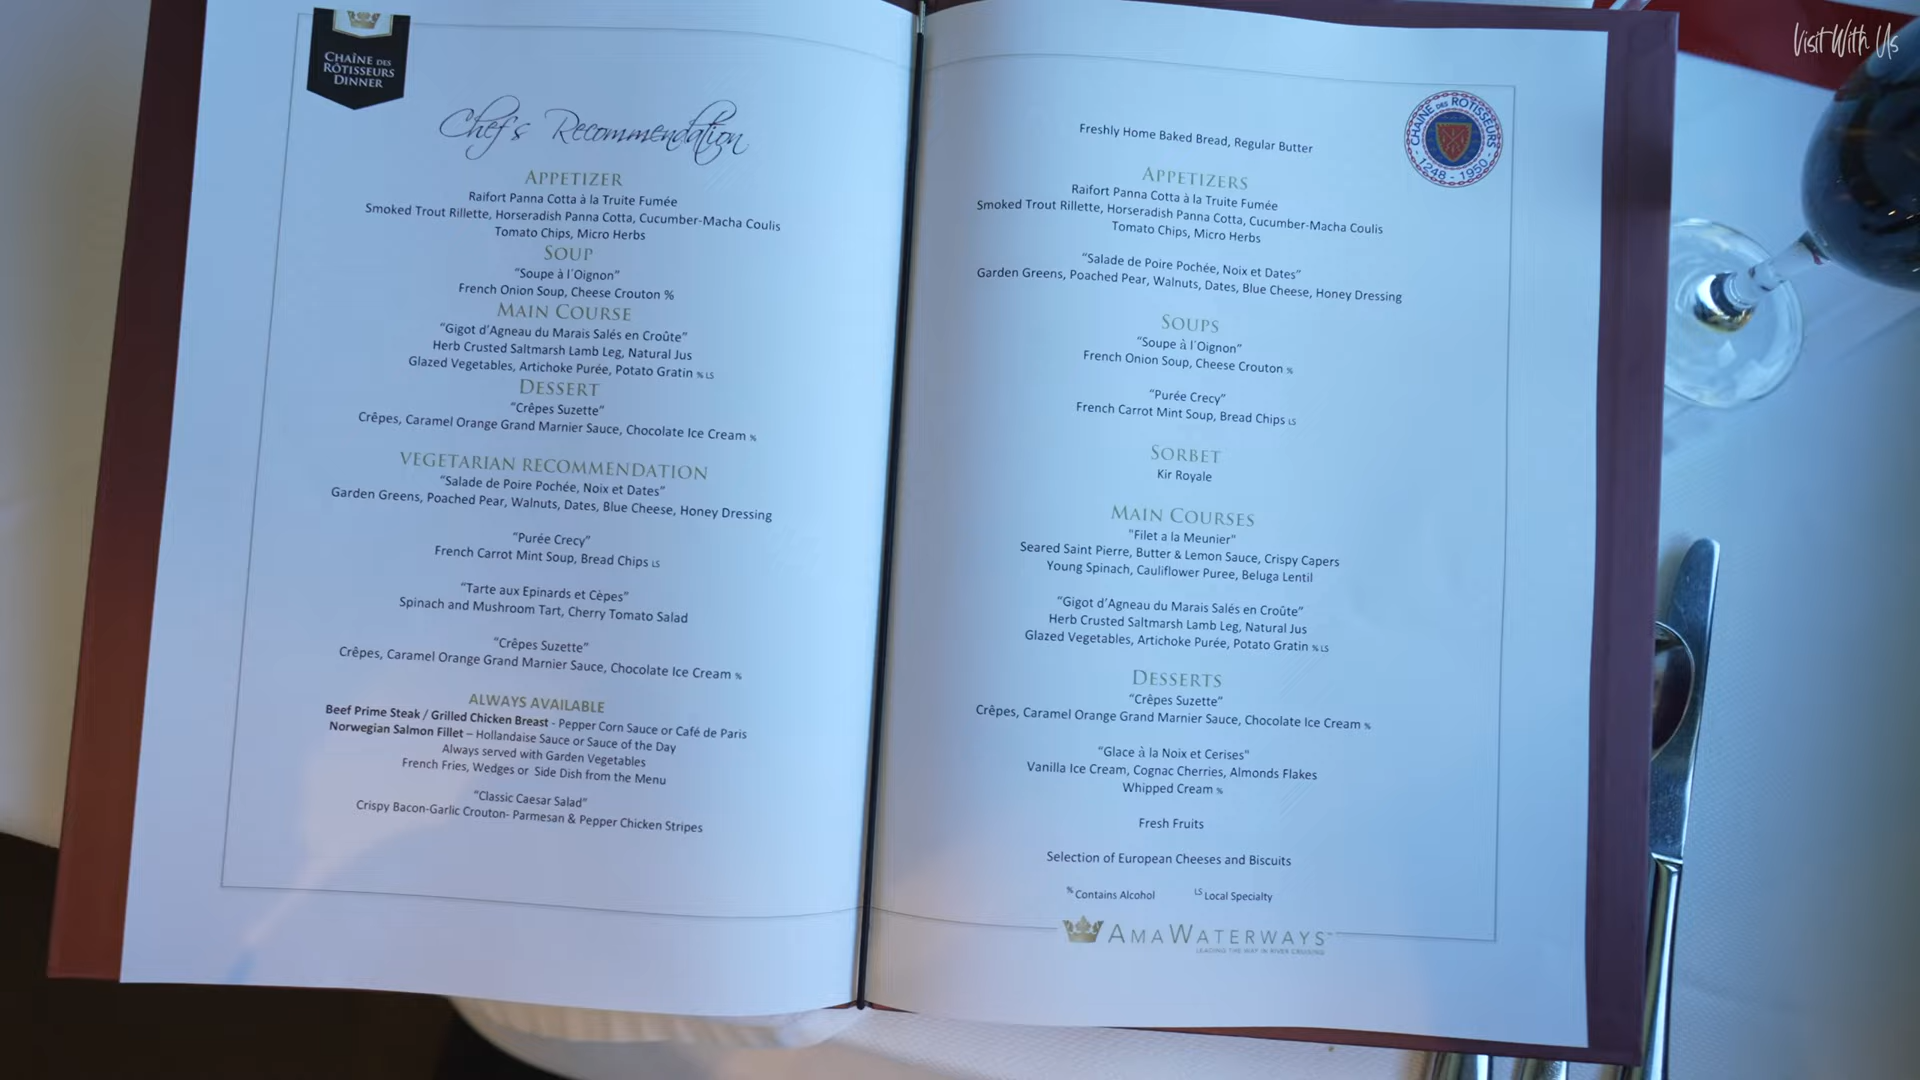 Visit With Us
CHAÎNE DES
RÔTISSEURS
DINNER
Chef's Recommendation
APPETIZER
Raifort Panna Cotta à la Truite Fumée
Smoked Trout Rillette, Horseradish Panna Cotta, Cucumber-Macha Coulis
Tomato Chips, Micro Herbs
SOUP
“Soupe à l´Oignon”
French Onion Soup, Cheese Crouton %
MAIN COURSE
“Gigot d’Agneau du Marais Salés en Croûte”
Herb Crusted Saltmarsh Lamb Leg, Natural Jus
Glazed Vegetables, Artichoke Purée, Potato Gratin % LS
DESSERT
“Crêpes Suzette”
Crêpes, Caramel Orange Grand Marnier Sauce, Chocolate Ice Cream %
VEGETARIAN RECOMMENDATION
“Salade de Poire Pochée, Noix et Dates”
Garden Greens, Poached Pear, Walnuts, Dates, Blue Cheese, Honey Dressing
“Purée Crecy”
French Carrot Mint Soup, Bread Chips LS
“Tarte aux Epinards et Cèpes”
Spinach and Mushroom Tart, Cherry Tomato Salad
“Crêpes Suzette”
Crêpes, Caramel Orange Grand Marnier Sauce, Chocolate Ice Cream %
ALWAYS AVAILABLE
Beef Prime Steak / Grilled Chicken Breast - Pepper Corn Sauce or Café de Paris
Norwegian Salmon Fillet – Hollandaise Sauce or Sauce of the Day
Always served with Garden Vegetables
French Fries, Wedges or Side Dish from the Menu
“Classic Caesar Salad”
Crispy Bacon-Garlic Crouton- Parmesan & Pepper Chicken Stripes
CHAINE DES ROTISSEURS
1248 - 1950
Freshly Home Baked Bread, Regular Butter
APPETIZERS
Raifort Panna Cotta à la Truite Fumée
Smoked Trout Rillette, Horseradish Panna Cotta, Cucumber-Macha Coulis
Tomato Chips, Micro Herbs
“Salade de Poire Pochée, Noix et Dates”
Garden Greens, Poached Pear, Walnuts, Dates, Blue Cheese, Honey Dressing
SOUPS
“Soupe à l´Oignon”
French Onion Soup, Cheese Crouton %
“Purée Crecy”
French Carrot Mint Soup, Bread Chips LS
SORBET
Kir Royale
MAIN COURSES
"Filet a la Meunier"
Seared Saint Pierre, Butter & Lemon Sauce, Crispy Capers
Young Spinach, Cauliflower Puree, Beluga Lentil
“Gigot d’Agneau du Marais Salés en Croûte”
Herb Crusted Saltmarsh Lamb Leg, Natural Jus
Glazed Vegetables, Artichoke Purée, Potato Gratin % LS
DESSERTS
“Crêpes Suzette”
Crêpes, Caramel Orange Grand Marnier Sauce, Chocolate Ice Cream %
“Glace à la Noix et Cerises”
Vanilla Ice Cream, Cognac Cherries, Almonds Flakes
Whipped Cream %
Fresh Fruits
Selection of European Cheeses and Biscuits
% Contains Alcohol LS Local Specialty
AMAWATERWAYS™
LEADING THE WAY IN RIVER CRUISING